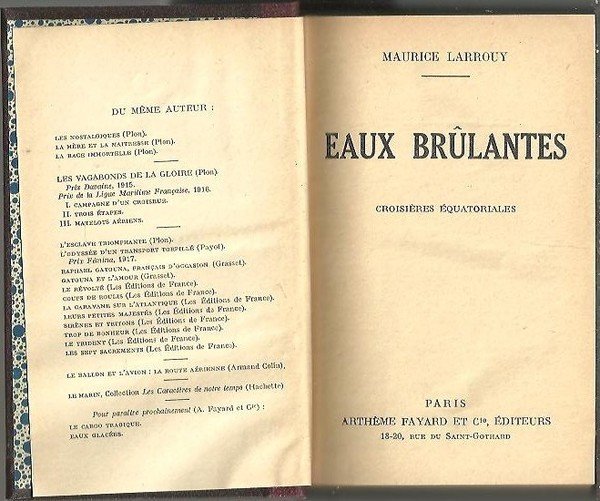 DU MÊME AUTEUR :
LES NOSTALGIQUES (Plon).
LA MÈRE ET LA MAITRESSE (Plon).
LA RACE IMMORTELLE (Plon).
LES VAGABONDS DE LA GLOIRE (Plon)
Prix Davaine, 1915.
Prix de la Ligue Maritime Française, 1916.
I. CAMPAGNE D'UN CROISEUR.
II. TROIS ÉTAPES.
III. MATELOTS AÉRIENS.
L'ESCLAVE TRIOMPHANTE (Plon).
L'ODYSSÉE D'UN TRANSPORT TORPILLÉ (Payot).
Prix Fémina, 1917.
RAPHAEL GATOUNA, FRANÇAIS D'OCCASION (Grasset).
GATOUNA ET L'AMOUR (Grasset).
LE RÉVOLTÉ (Les Éditions de France).
COUPS DE ROULIS (Les Éditions de France).
LA CARAVANE SUR L'ATLANTIQUE (Les Éditions de France).
LEURS PETITES MAJESTÉS (Les Éditions de France).
SIRÈNES ET TRITONS (Les Éditions de France).
TROP DE BONHEUR (Les Éditions de France).
LE TRIDENT (Les Éditions de France).
LES SEPT SACREMENTS (Les Éditions de France).
LE BALLON ET L'AVION : LA ROUTE AÉRIENNE (Armand Colin),
LE MARIN, Collection Les Caractères de notre temps (Hachette)
Pour paraître prochainement (A. Fayard et Cie) :
LE CARGO TRAGIQUE.
EAUX GLACÉES.
MAURICE LARROUY
EAUX BRÛLANTES
CROISIÈRES ÉQUATORIALES
PARIS
ARTHÈME FAYARD ET Cie, ÉDITEURS
18-20, RUE DU SAINT-GOTHARD